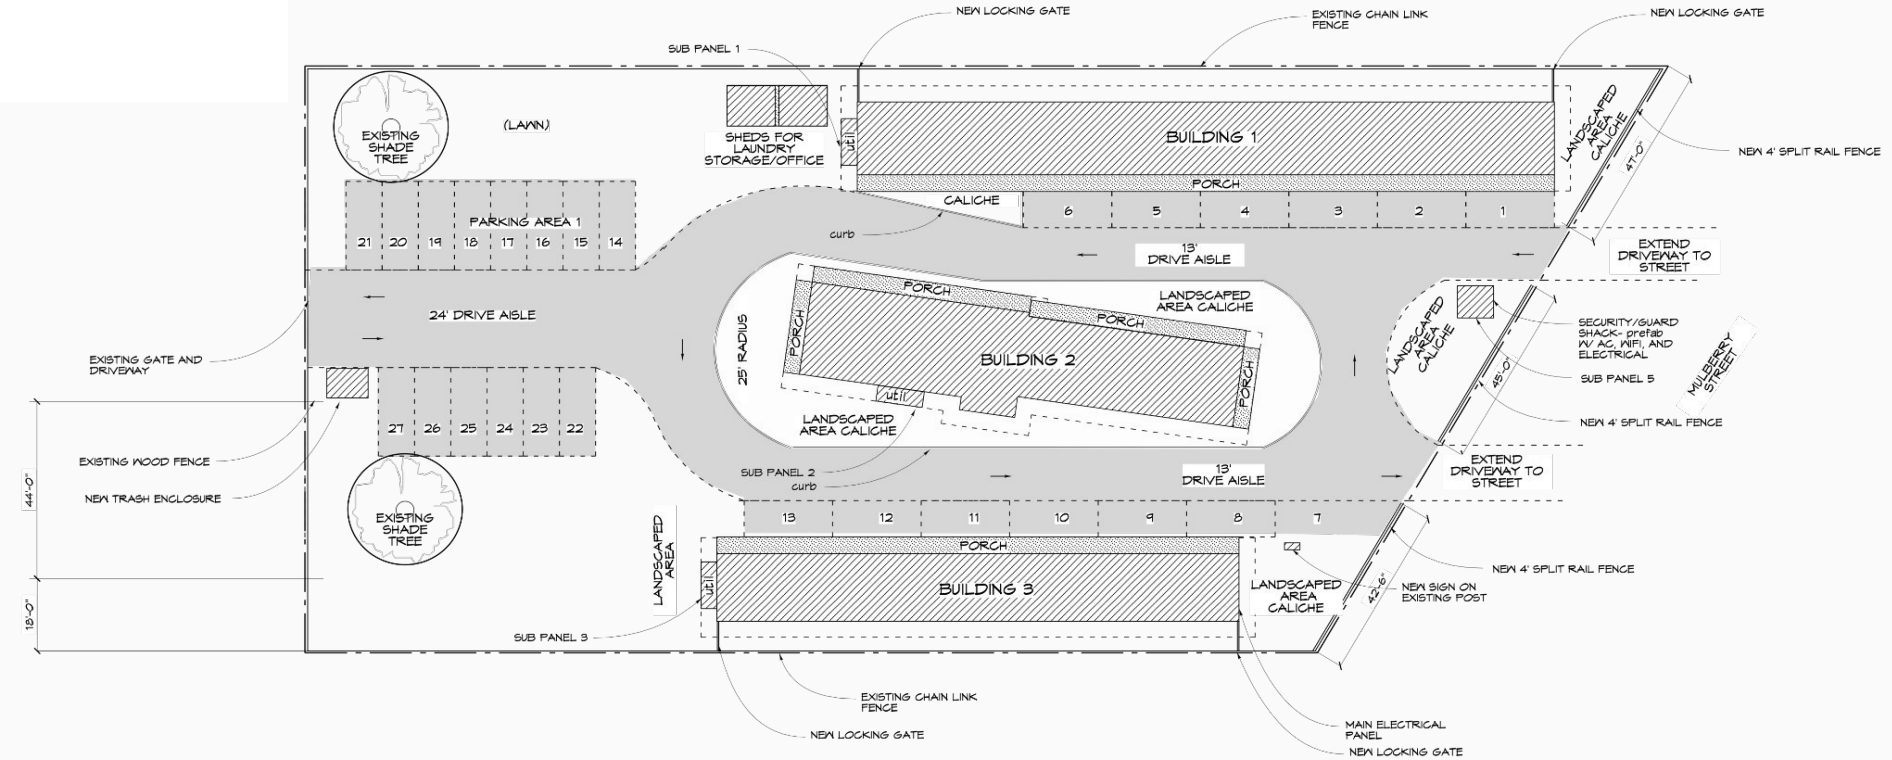 NEW LOCKING GATE
EXISTING CHAIN LINK
FENCE
NEW LOCKING GATE
SUB PANEL 1
EXISTING
SHADE
TREE
(LAWN)
SHEDS FOR
LAUNDRY
STORAGE/OFFICE
util
BUILDING 1
PORCH
LANDSCAPED
AREA
CALICHE
47'-0"
NEW 4' SPLIT RAIL FENCE
PARKING AREA 1
21 20 19 18 17 16 15 14
CALICHE
curb
6 5 4 3 2 1
13'
DRIVE AISLE
EXTEND
DRIVEWAY TO
STREET
24' DRIVE AISLE
EXISTING GATE AND
DRIVEWAY
25' RADIUS
PORCH
PORCH
PORCH
PORCH
BUILDING 2
util
LANDSCAPED
AREA CALICHE
LANDSCAPED
AREA CALICHE
LANDSCAPED
AREA
CALICHE
SECURITY/GUARD
SHACK- prefab
W/ AC, WIFI, AND
ELECTRICAL
SUB PANEL 5
45'-0"
MULBERRY
STREET
NEW 4' SPLIT RAIL FENCE
27 26 25 24 23 22
EXISTING WOOD FENCE
NEW TRASH ENCLOSURE
44'-0"
18'-0"
EXISTING
SHADE
TREE
SUB PANEL 2
curb
13'
DRIVE AISLE
EXTEND
DRIVEWAY TO
STREET
13 12 11 10 9 8 7
LANDSCAPED
AREA
PORCH
BUILDING 3
util
SUB PANEL 3
LANDSCAPED
AREA
CALICHE
42'-6"
NEW 4' SPLIT RAIL FENCE
NEW SIGN ON
EXISTING POST
EXISTING CHAIN LINK
FENCE
NEW LOCKING GATE
MAIN ELECTRICAL
PANEL
NEW LOCKING GATE